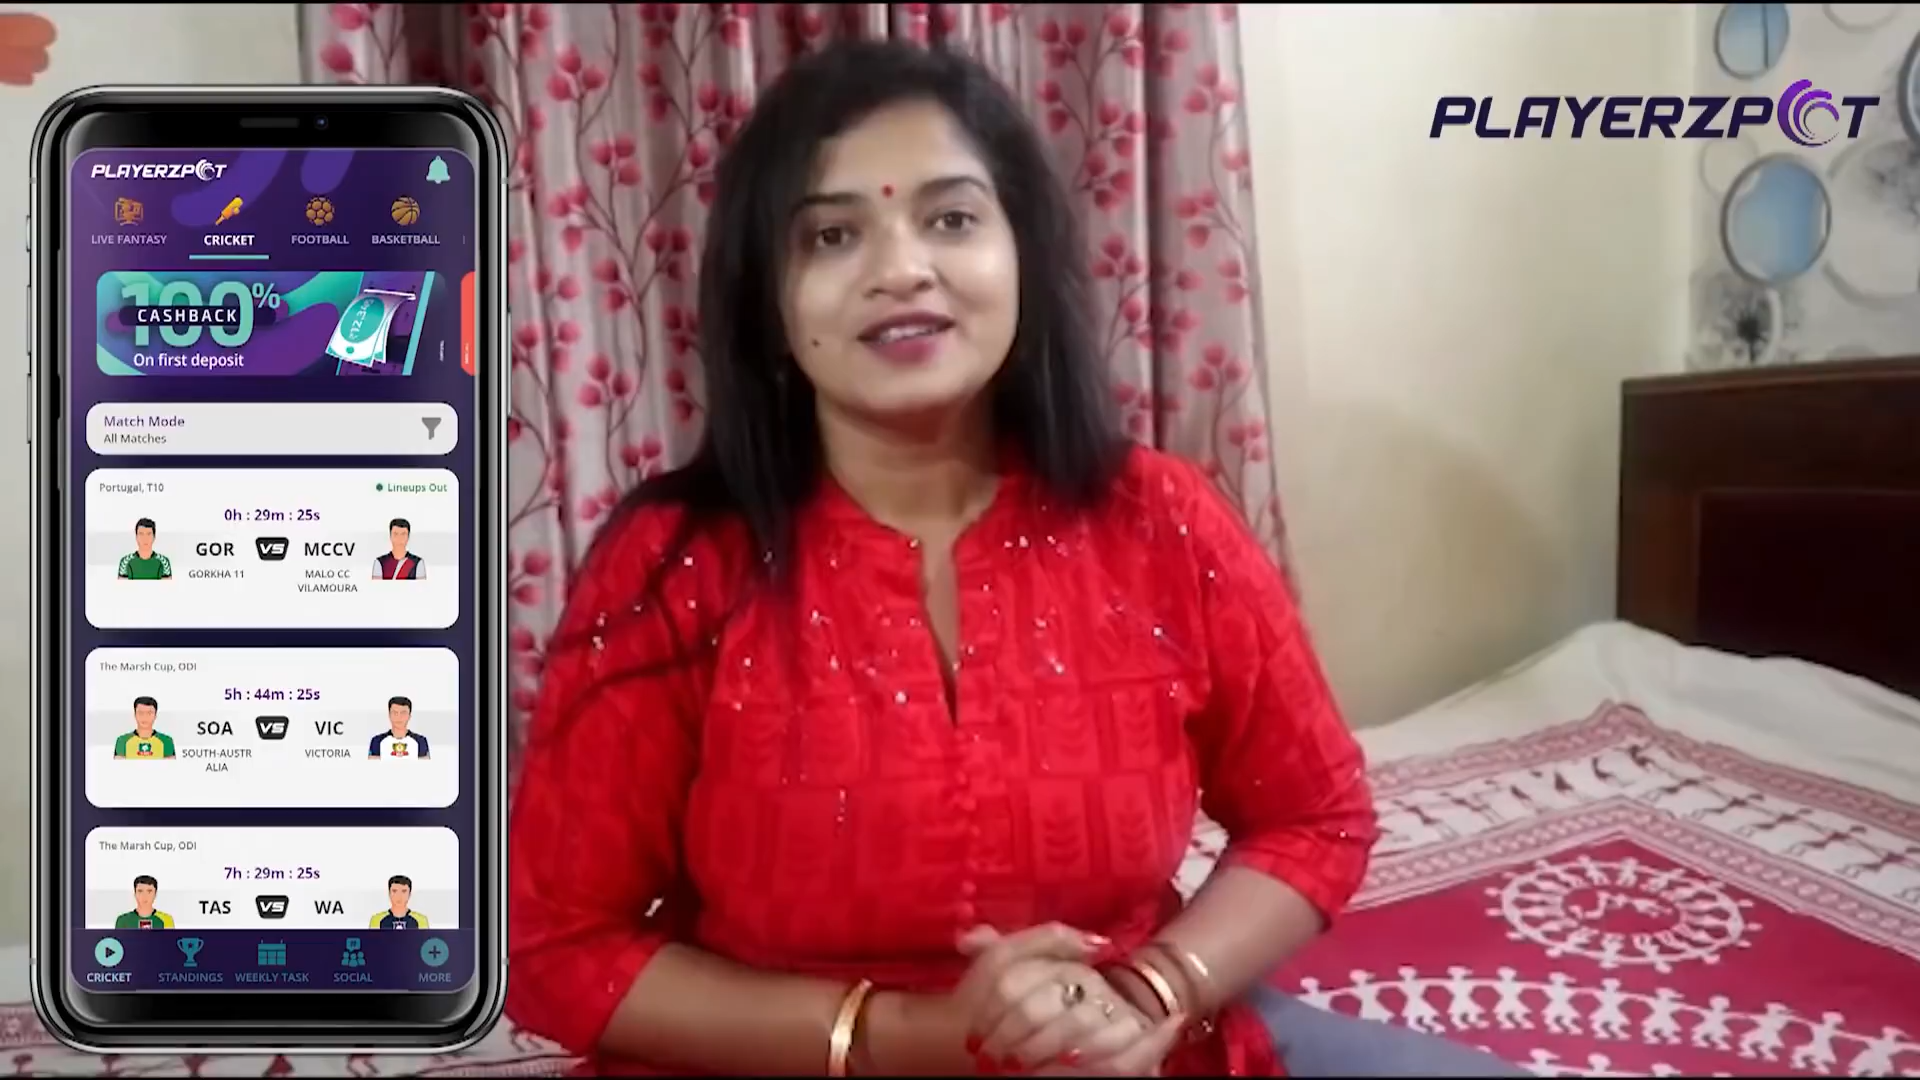 PLAYERZPOT
PLAYERZPOT
LIVE FANTASY CRICKET FOOTBALL BASKETBALL
100%
CASHBACK
On first deposit
Match Mode
All Matches
Portugal, T10 Lineups Out
0h : 29m : 25s
GOR VS MCCV
GORKHA 11 MALO CC
VILAMOURA
The Marsh Cup, ODI
5h : 44m : 25s
SOA VS VIC
SOUTH-AUSTR VICTORIA
ALIA
The Marsh Cup, ODI
7h : 29m : 25s
TAS VS WA
CRICKET STANDINGS WEEKLY TASK SOCIAL MORE